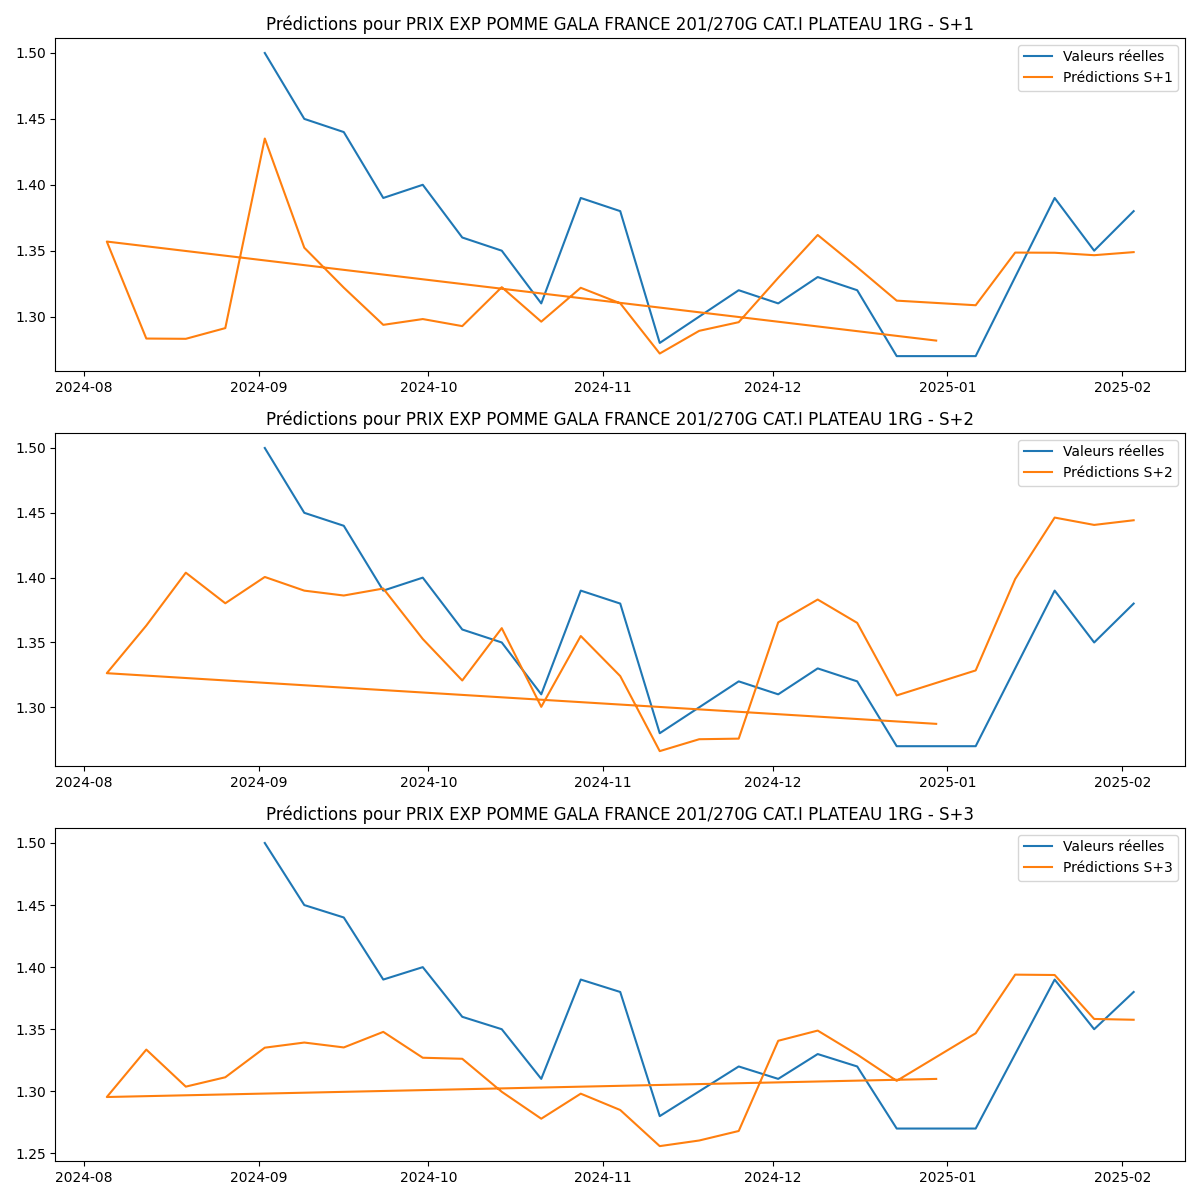 Prédictions pour PRIX EXP POMME GALA FRANCE 201/270G CAT.I PLATEAU 1RG - S+1
1.50
1.45
1.40
1.35
1.30
Valeurs réelles
Prédictions S+1
2024-08 2024-09 2024-10 2024-11 2024-12 2025-01 2025-02
Prédictions pour PRIX EXP POMME GALA FRANCE 201/270G CAT.I PLATEAU 1RG - S+2
1.50
1.45
1.40
1.35
1.30
Valeurs réelles
Prédictions S+2
2024-08 2024-09 2024-10 2024-11 2024-12 2025-01 2025-02
Prédictions pour PRIX EXP POMME GALA FRANCE 201/270G CAT.I PLATEAU 1RG - S+3
1.50
1.45
1.40
1.35
1.30
1.25
Valeurs réelles
Prédictions S+3
2024-08 2024-09 2024-10 2024-11 2024-12 2025-01 2025-02